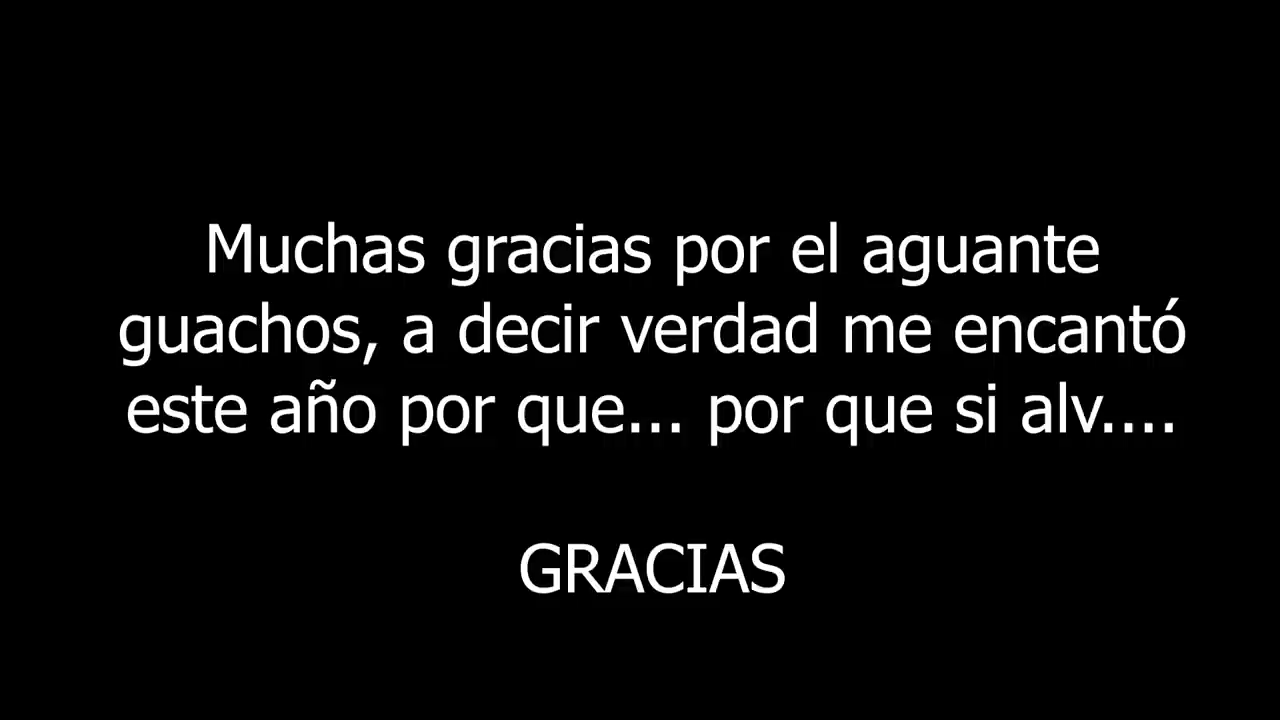 Muchas gracias por el aguante
guachos, a decir verdad me encantó
este año por que... por que si alv....
GRACIAS